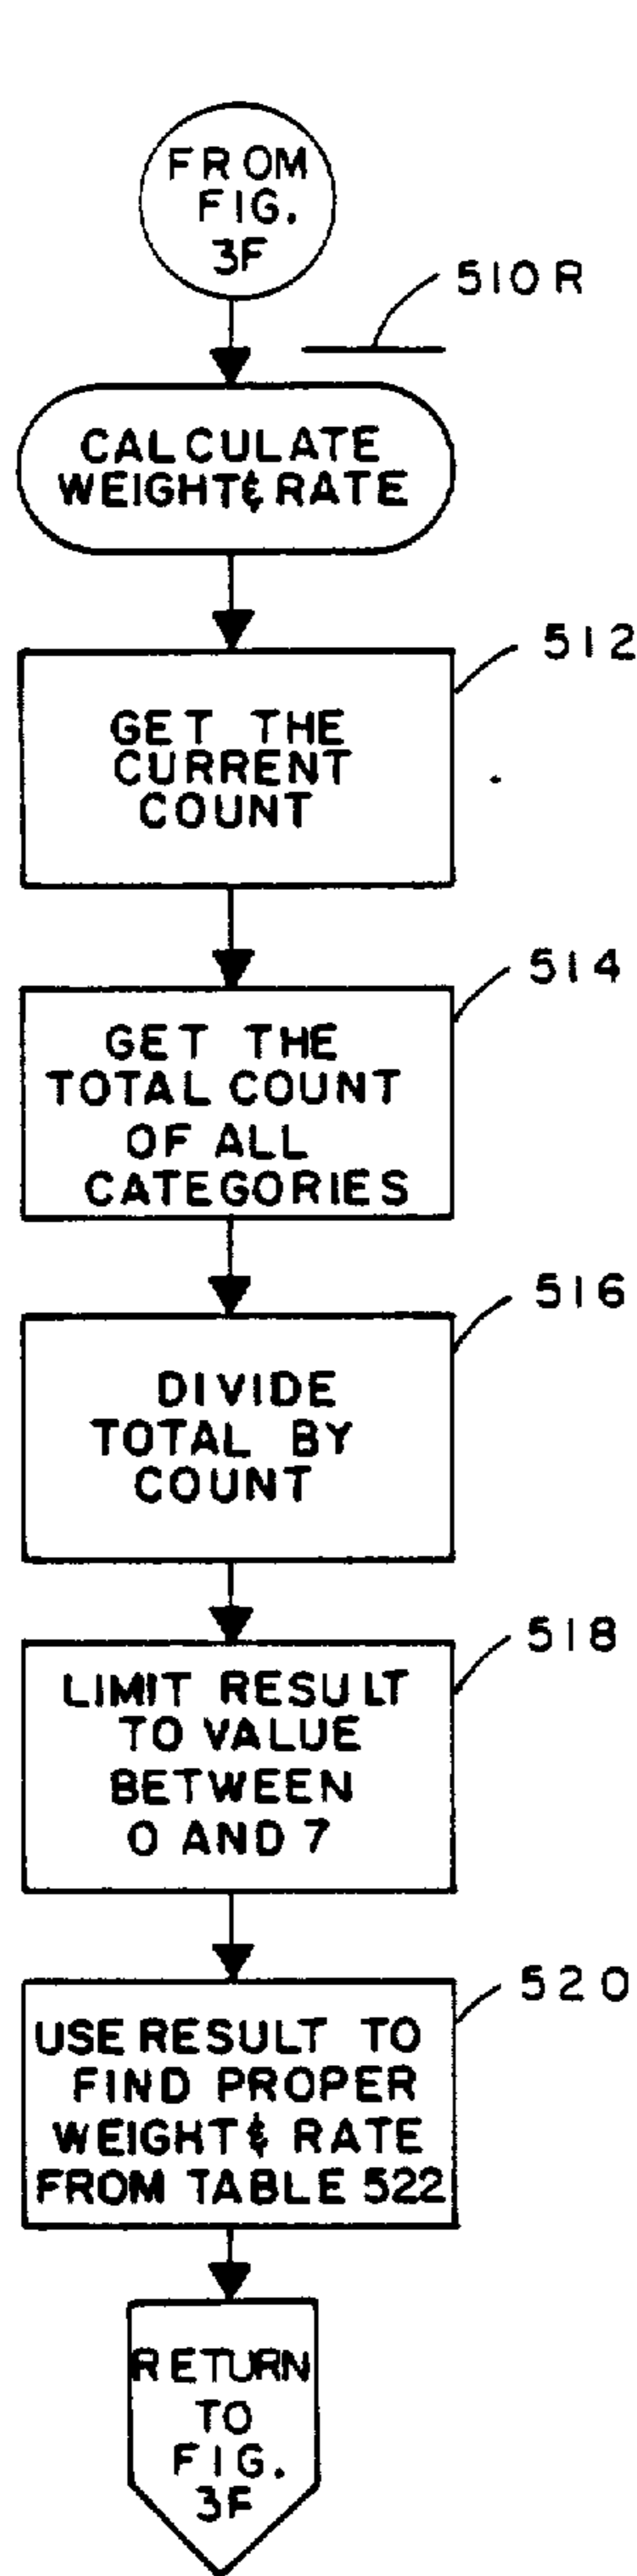 FROM
FIG.
3F
510R
CALCULATE
WEIGHT & RATE
512
GET THE
CURRENT
COUNT
514
GET THE
TOTAL COUNT
OF ALL
CATEGORIES
516
DIVIDE
TOTAL BY
COUNT
518
LIMIT RESULT
TO VALUE
BETWEEN
0 AND 7
520
USE RESULT TO
FIND PROPER
WEIGHT & RATE
FROM TABLE 522
RETURN
TO
FIG.
3F